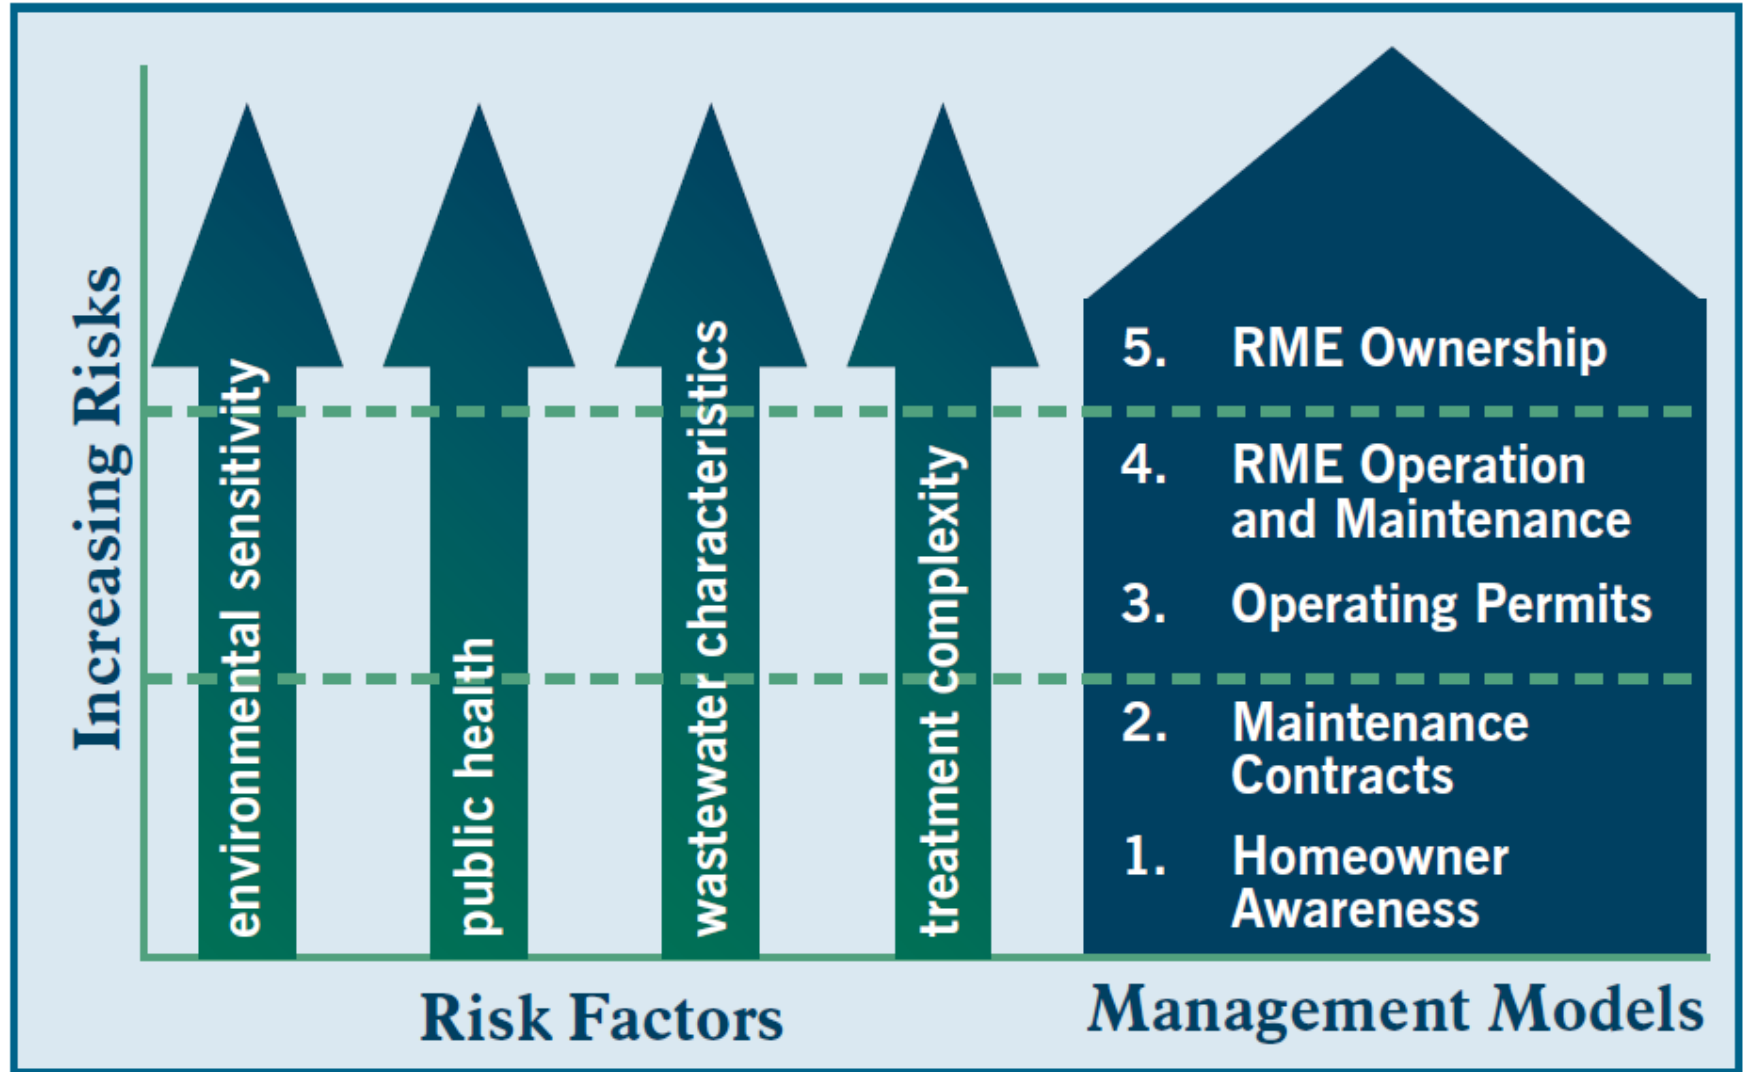 Increasing Risks
environmental sensitivity
public health
wastewater characteristics
treatment complexity
5. RME Ownership
4. RME Operation
and Maintenance
3. Operating Permits
2. Maintenance
Contracts
1. Homeowner
Awareness
Risk Factors
Management Models